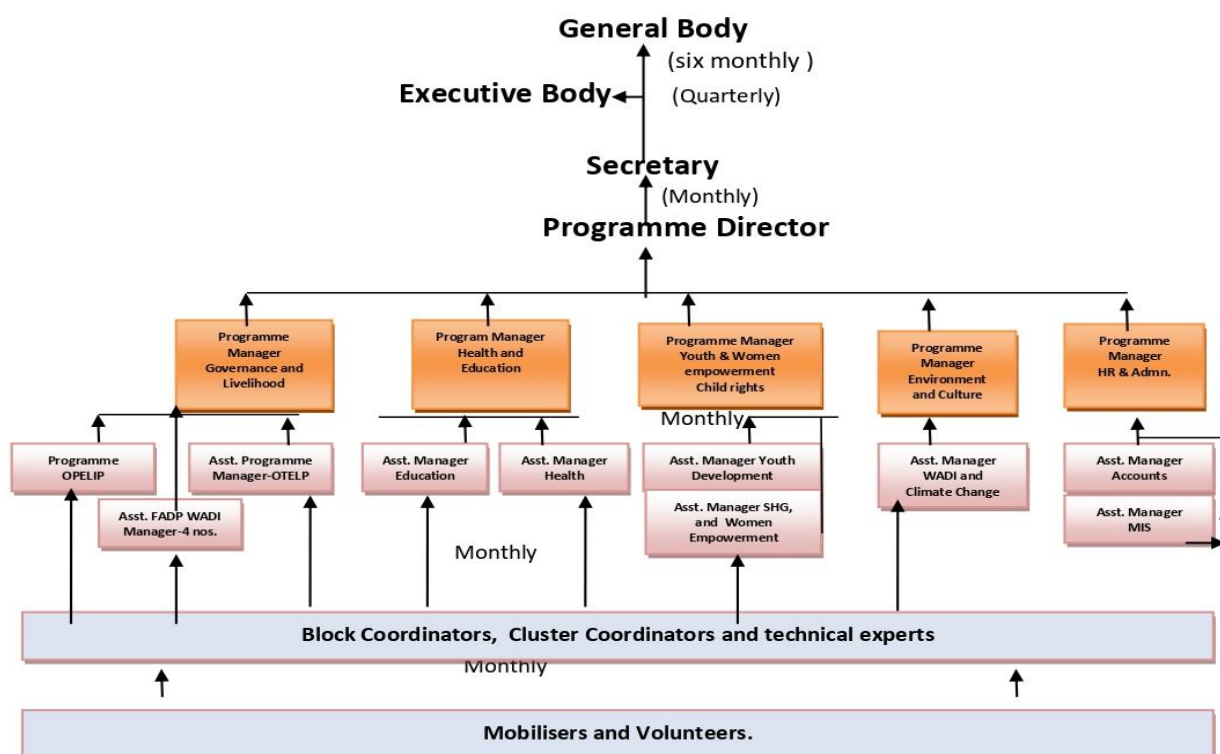 General Body
(six monthly )
Executive Body
(Quarterly)
Secretary
(Monthly)
Programme Director
Programme
Manager
Governance and
Livelihood
Program Manager
Health and
Education
Programme Manager
Youth & Women
empowerment
Child rights
Programme
Manager
Environment
and Culture
Programme
Manager
HR & Admn.
Monthly
Programme
OPELIP
Asst. Programme
Manager-OTELP
Asst. Manager
Education
Asst. Manager
Health
Asst. Manager Youth
Development
Asst. Manager
WADI and
Climate Change
Asst. Manager
Accounts
Asst. FADP WADI
Manager-4 nos.
Asst. Manager SHG,
and Women
Empowerment
Asst. Manager
MIS
Monthly
Block Coordinators, Cluster Coordinators and technical experts
Monthly
Mobilisers and Volunteers.